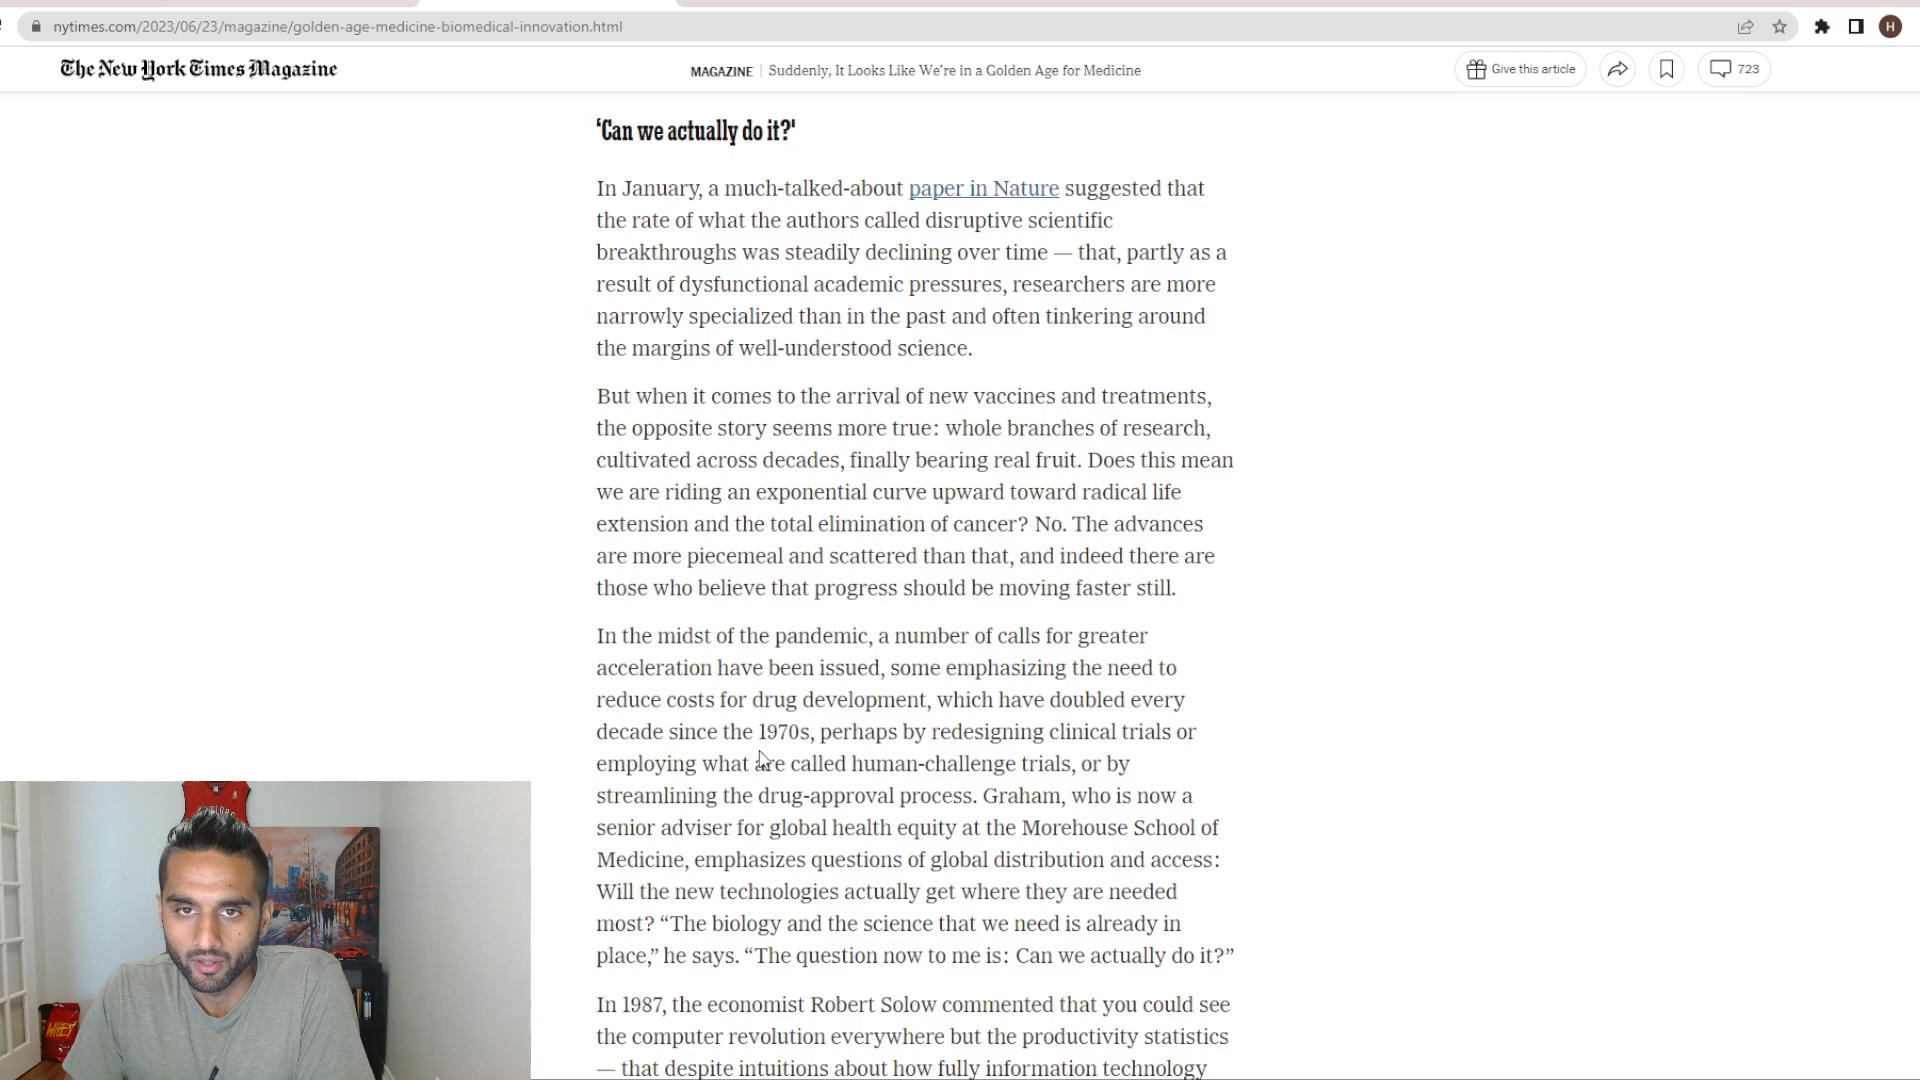 nytimes.com/2023/06/23/magazine/golden-age-medicine-biomedical-innovation.html
H
The New York Times Magazine
MAGAZINE | Suddenly, It Looks Like We're in a Golden Age for Medicine
Give this article
723
‘Can we actually do it?’
In January, a much-talked-about paper in Nature suggested that
the rate of what the authors called disruptive scientific
breakthroughs was steadily declining over time — that, partly as a
result of dysfunctional academic pressures, researchers are more
narrowly specialized than in the past and often tinkering around
the margins of well-understood science.
But when it comes to the arrival of new vaccines and treatments,
the opposite story seems more true: whole branches of research,
cultivated across decades, finally bearing real fruit. Does this mean
we are riding an exponential curve upward toward radical life
extension and the total elimination of cancer? No. The advances
are more piecemeal and scattered than that, and indeed there are
those who believe that progress should be moving faster still.
In the midst of the pandemic, a number of calls for greater
acceleration have been issued, some emphasizing the need to
reduce costs for drug development, which have doubled every
decade since the 1970s, perhaps by redesigning clinical trials or
employing what are called human-challenge trials, or by
streamlining the drug-approval process. Graham, who is now a
senior adviser for global health equity at the Morehouse School of
Medicine, emphasizes questions of global distribution and access:
Will the new technologies actually get where they are needed
most? “The biology and the science that we need is already in
place,” he says. “The question now to me is: Can we actually do it?”
In 1987, the economist Robert Solow commented that you could see
the computer revolution everywhere but the productivity statistics
— that despite intuitions about how fully information technology
WHEY